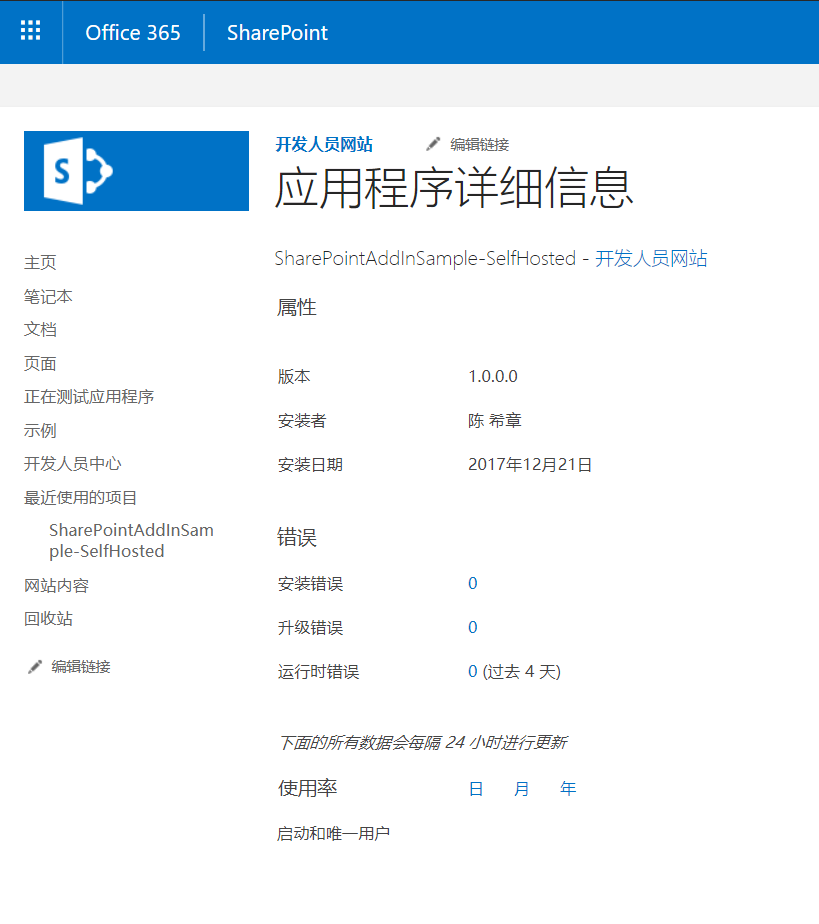 Office 365
SharePoint
S
开发人员网站
编辑链接
应用程序详细信息
主页
笔记本
文档
页面
正在测试应用程序
示例
开发人员中心
最近使用的项目
SharePointAddInSam
ple-SelfHosted
网站内容
回收站
编辑链接
SharePointAddInSample-SelfHosted - 开发人员网站
属性
版本 1.0.0.0
安装者 陈 希章
安装日期 2017年12月21日
错误
安装错误 0
升级错误 0
运行时错误 0 (过去 4 天)
下面的所有数据会每隔 24 小时进行更新
使用率 日 月 年
启动和唯一用户